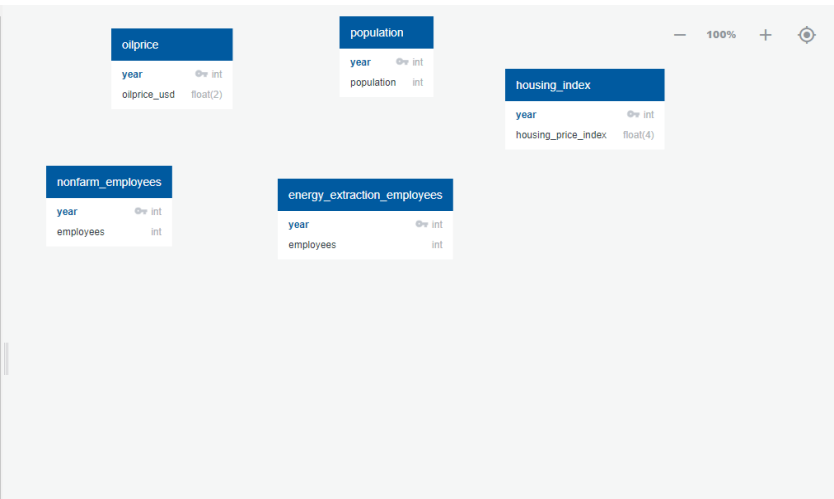 oilprice
year int
oilprice_usd float(2)
population
year int
population int
100%
housing_index
year int
housing_price_index float(4)
nonfarm_employees
year int
employees int
energy_extraction_employees
year int
employees int